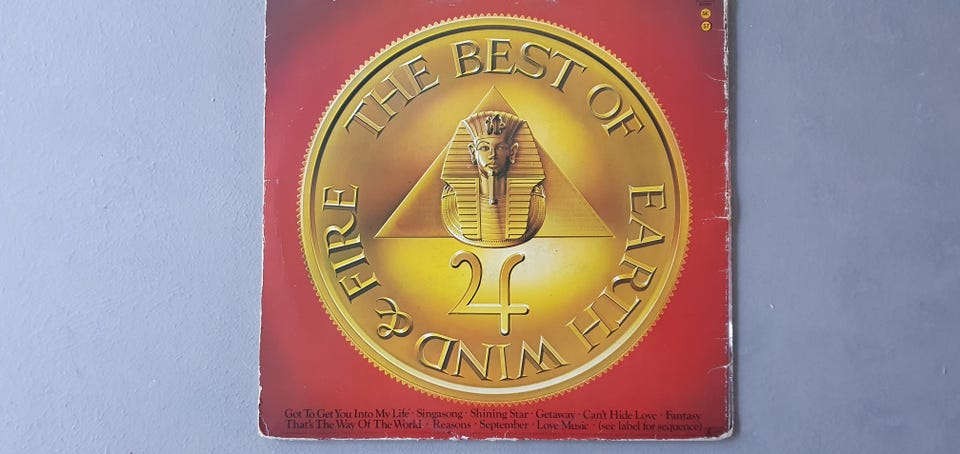 THE BEST OF
EARTH WIND & FIRE
Got To Get You Into My Life · Singasong · Shining Star · Getaway · Can't Hide Love · Fantasy
That's The Way Of The World · Reasons · September · Love Music · (see label for sequence)